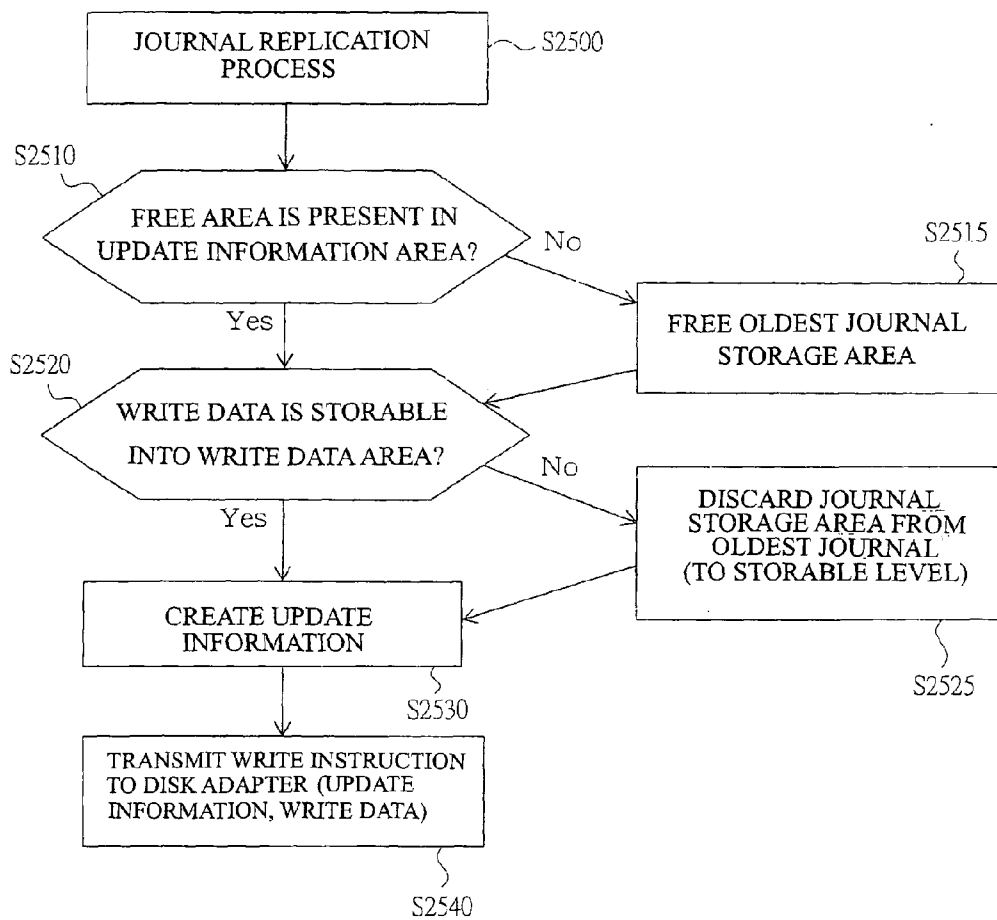 JOURNAL REPLICATION
PROCESS
S2500
S2510
FREE AREA IS PRESENT IN
UPDATE INFORMATION AREA?
No
S2515
Yes
FREE OLDEST JOURNAL
STORAGE AREA
S2520
WRITE DATA IS STORABLE
INTO WRITE DATA AREA?
No
Yes
DISCARD JOURNAL
STORAGE AREA FROM
OLDEST JOURNAL
(TO STORABLE LEVEL)
S2525
CREATE UPDATE
INFORMATION
S2530
TRANSMIT WRITE INSTRUCTION
TO DISK ADAPTER (UPDATE
INFORMATION, WRITE DATA)
S2540